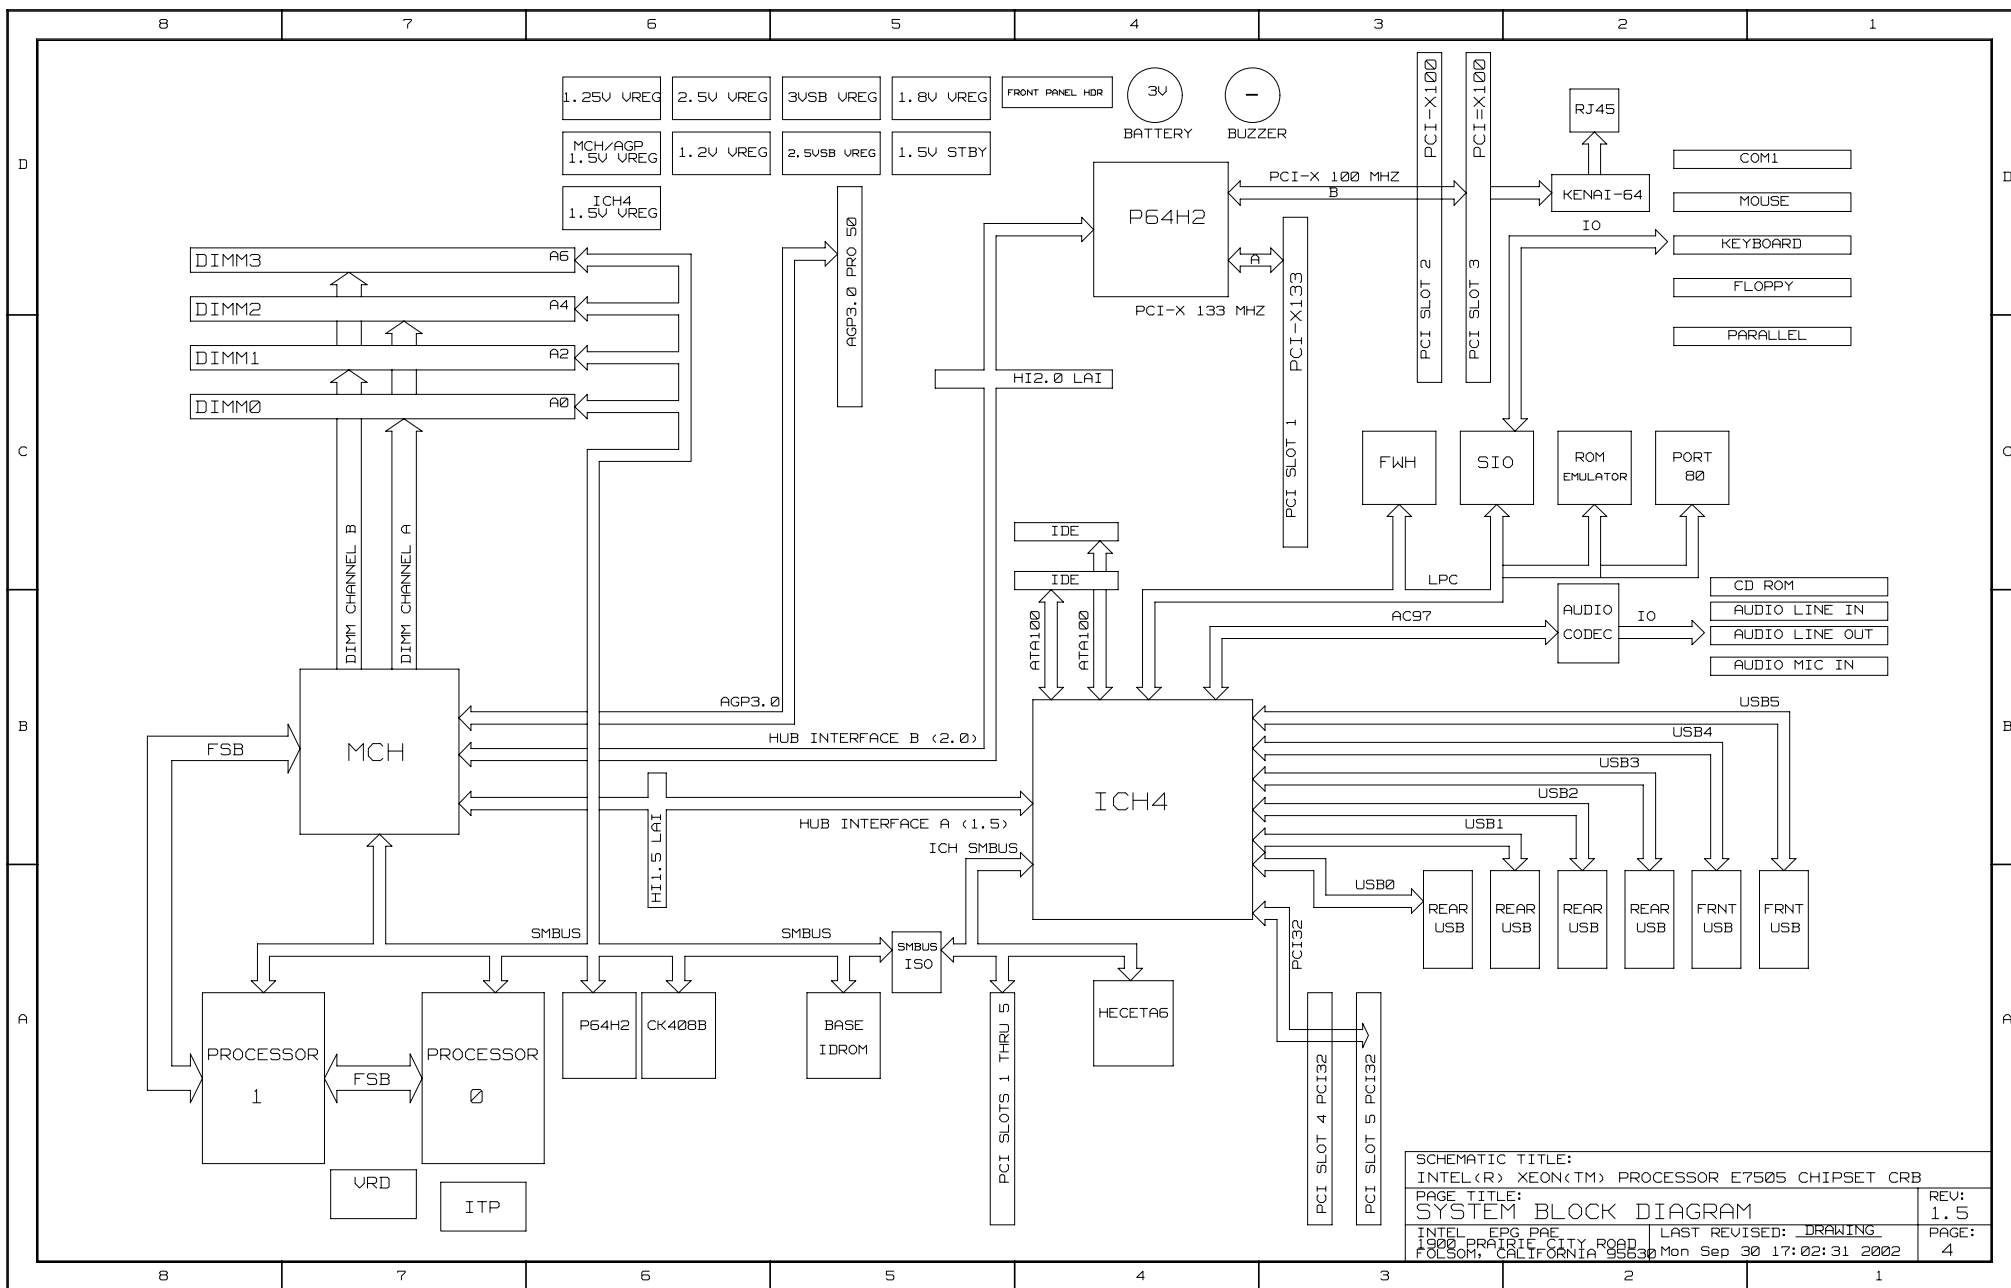 8 7 6 5 4 3 2 1
D
D
C
C
B
B
A
A
1.25V VREG
2.5V VREG
3VSB VREG
1.8V VREG
FRONT PANEL HDR
3V
BATTERY
-
BUZZER
MCH/AGP
1.5V VREG
1.2V VREG
2.5VSB VREG
1.5V STBY
ICH4
1.5V VREG
DIMM3 A6
DIMM2 A4
DIMM1 A2
DIMM0 A0
DIMM CHANNEL B
DIMM CHANNEL A
AGP3.0 PRO 50
P64H2
PCI-X 100 MHZ
B
A
PCI-X 133 MHZ
HI2.0 LAI
PCI SLOT 1 PCI-X133
PCI SLOT 2 PCI-X100
PCI SLOT 3 PCI=X100
RJ45
KENAI-64
IO
COM1
MOUSE
KEYBOARD
FLOPPY
PARALLEL
FWH
SIO
ROM
EMULATOR
PORT
80
IDE
IDE
ATA100
ATA100
LPC
AC97
AUDIO
CODEC
IO
CD ROM
AUDIO LINE IN
AUDIO LINE OUT
AUDIO MIC IN
MCH
FSB
AGP3.0
HUB INTERFACE B (2.0)
HUB INTERFACE A (1.5)
HI1.5 LAI
ICH SMBUS
ICH4
USB5
USB4
USB3
USB2
USB1
USB0
REAR
USB
REAR
USB
REAR
USB
REAR
USB
FRNT
USB
FRNT
USB
PCI32
SMBUS
SMBUS
SMBUS
ISO
PROCESSOR
1
FSB
PROCESSOR
0
P64H2
CK408B
BASE
IDROM
PCI SLOTS 1 THRU 5
HECETA6
PCI SLOT 4 PCI32
PCI SLOT 5 PCI32
VRD
ITP
SCHEMATIC TITLE:
INTEL(R) XEON(TM) PROCESSOR E7505 CHIPSET CRB
PAGE TITLE:
SYSTEM BLOCK DIAGRAM
REV:
1.5
INTEL EPG PAE
1900 PRAIRIE CITY ROAD
FOLSOM, CALIFORNIA 95630
LAST REVISED: DRAWING
Mon Sep 30 17:02:31 2002
PAGE:
4
8 7 6 5 4 3 2 1